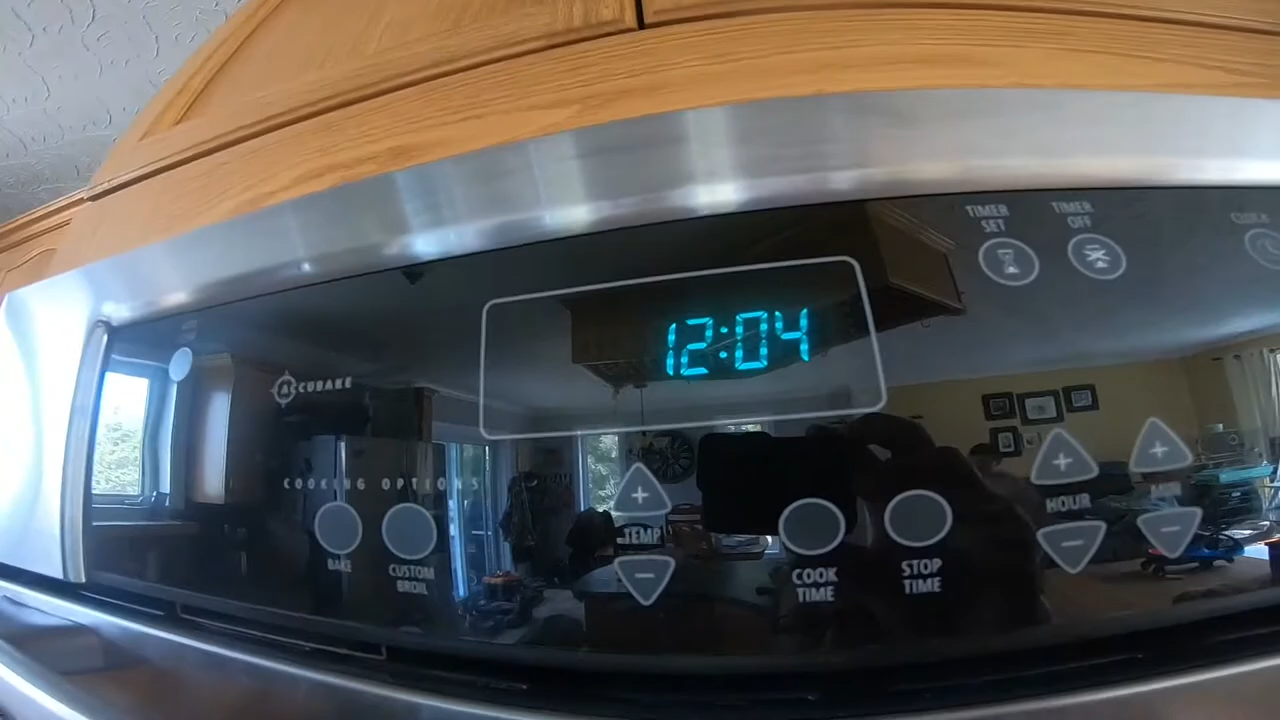 TIMER
SET
TIMER
OFF
CLOCK
12:04
ACCUBAKE
COOKING OPTIONS
BAKE
CUSTOM
BROIL
TEMP
COOK
TIME
STOP
TIME
HOUR
MIN